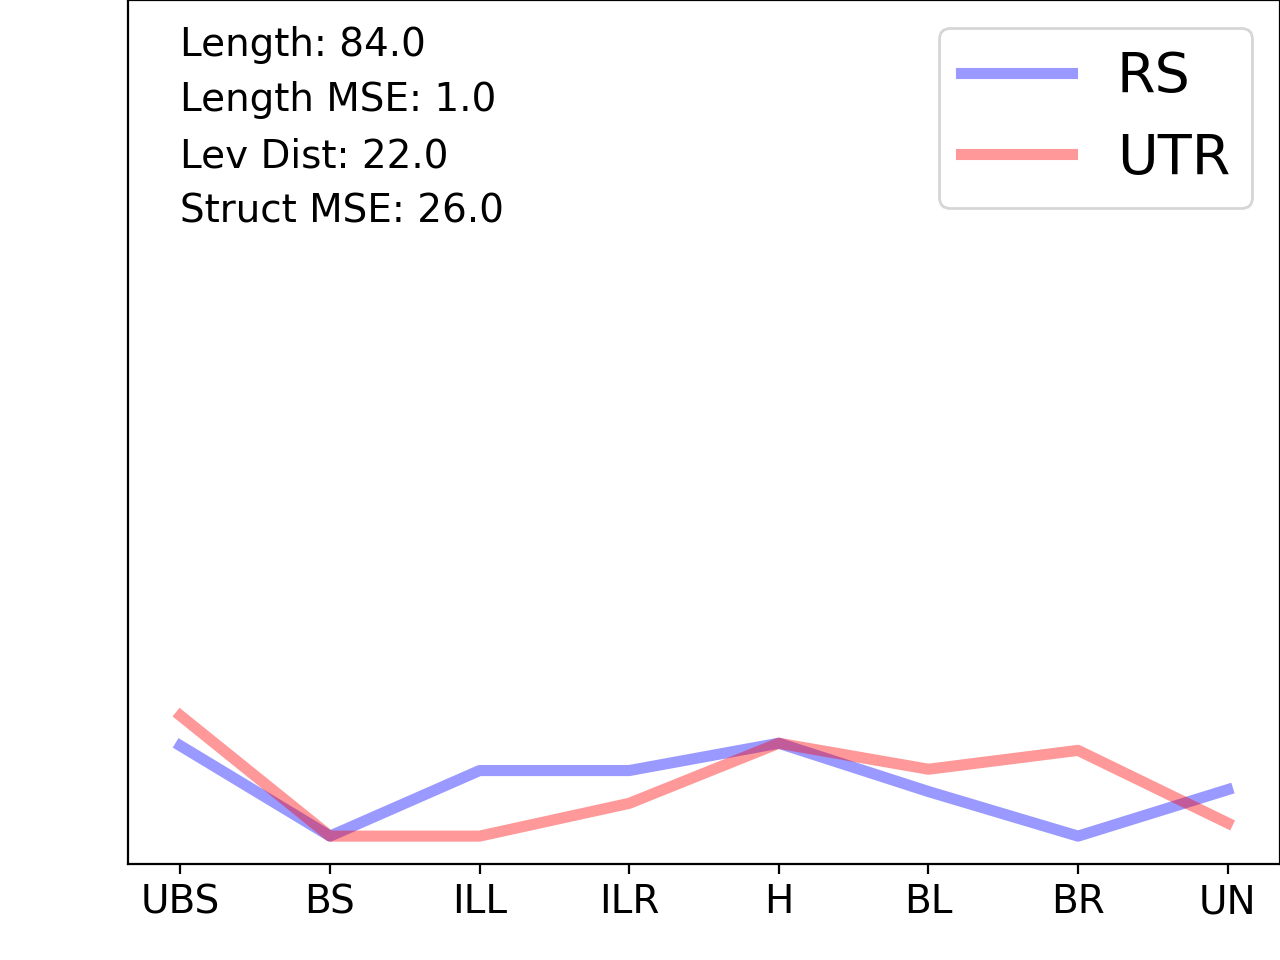 Length: 84.0
Length MSE: 1.0
Lev Dist: 22.0
Struct MSE: 26.0
RS
UTR
UBS BS ILL ILR H BL BR UN